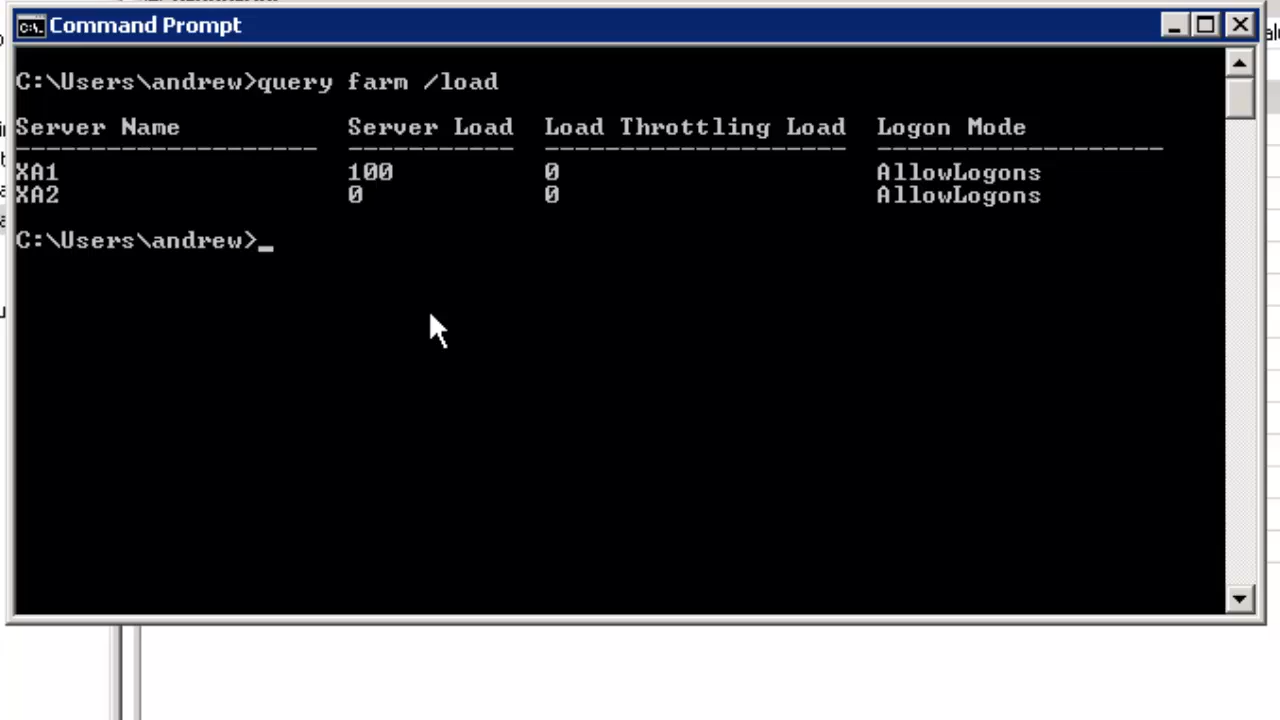 Command Prompt
C:\Users\andrew>query farm /load
Server Name Server Load Load Throttling Load Logon Mode
-------------------- ----------- -------------------- -------------------
XA1 100 0 AllowLogons
XA2 0 0 AllowLogons
C:\Users\andrew>_